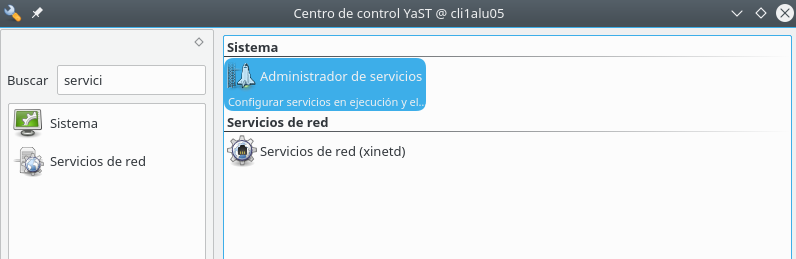 Centro de control YaST @ cli1alu05
Buscar
servici
Sistema
Servicios de red
Sistema
Administrador de servicios
Configurar servicios en ejecución y el...
Servicios de red
Servicios de red (xinetd)